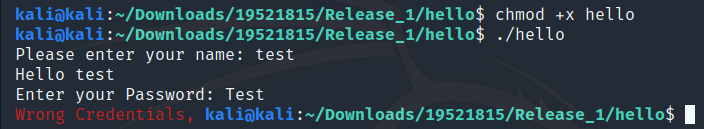 kali@kali:~/Downloads/19521815/Release_1/hello$ chmod +x hello
kali@kali:~/Downloads/19521815/Release_1/hello$ ./hello
Please enter your name: test
Hello test
Enter your Password: Test
Wrong Credentials, kali@kali:~/Downloads/19521815/Release_1/hello$